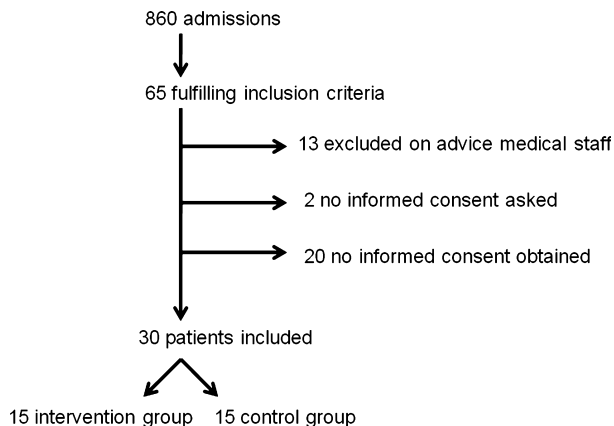 860 admissions
65 fulfilling inclusion criteria
13 excluded on advice medical staff
2 no informed consent asked
20 no informed consent obtained
30 patients included
15 intervention group
15 control group